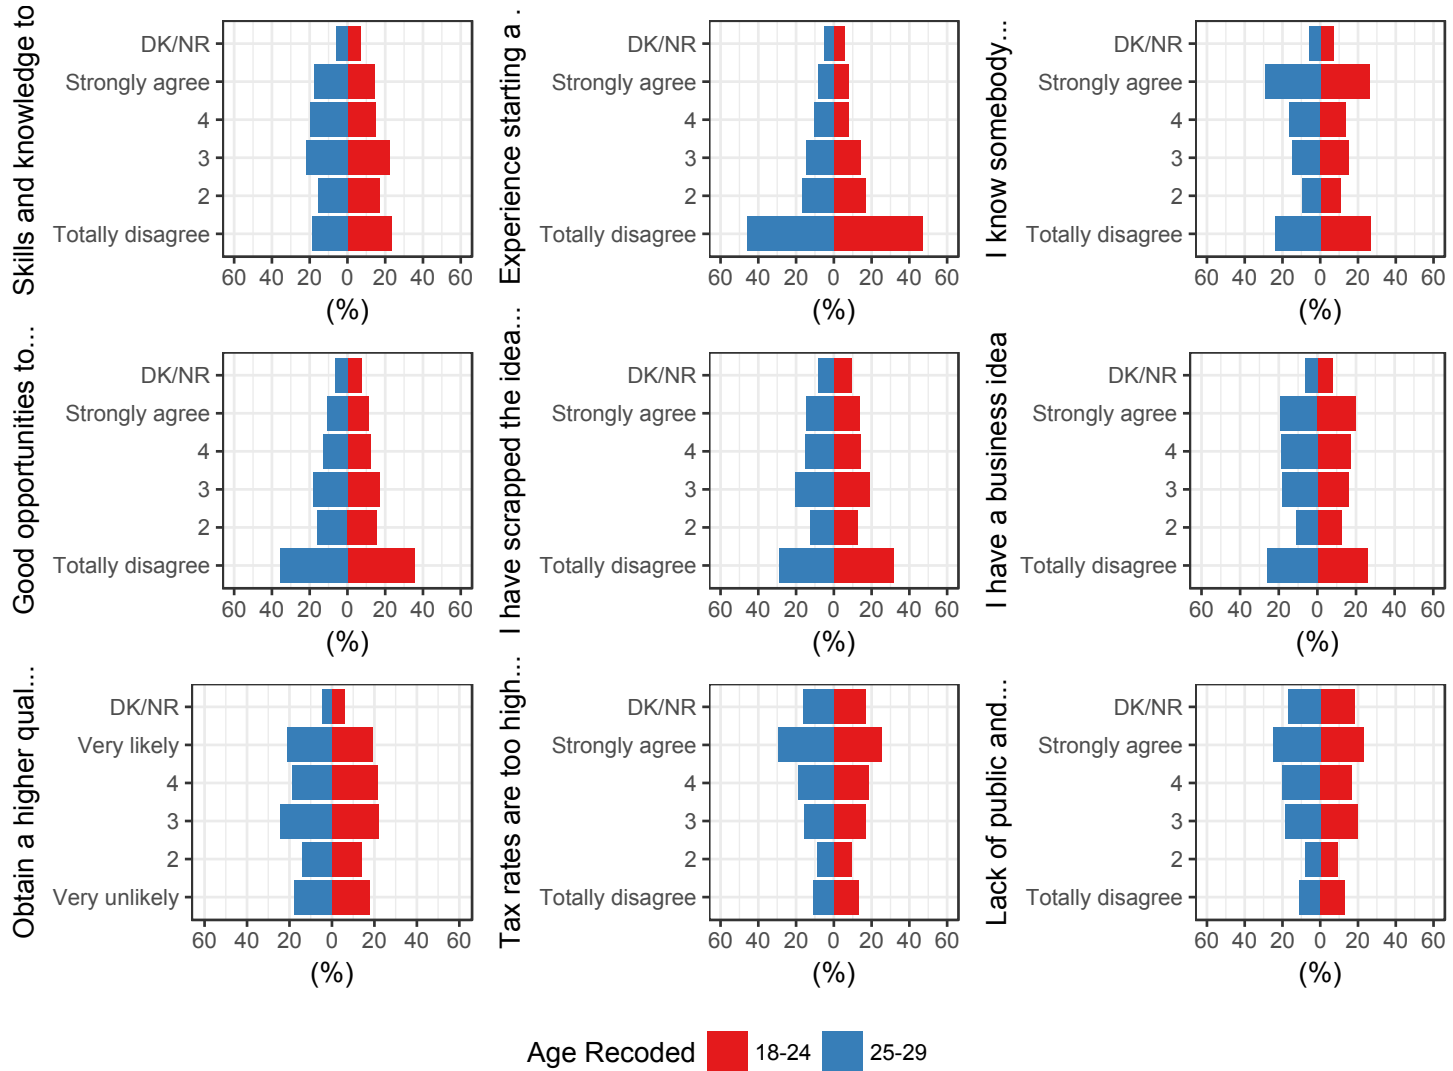 Skills and knowledge to
DK/NR
Strongly agree
4
3
2
Totally disagree
60 40 20 0 20 40 60
(%)
Experience starting a .
DK/NR
Strongly agree
4
3
2
Totally disagree
60 40 20 0 20 40 60
(%)
I know somebody...
DK/NR
Strongly agree
4
3
2
Totally disagree
60 40 20 0 20 40 60
(%)
Good opportunities to...
DK/NR
Strongly agree
4
3
2
Totally disagree
60 40 20 0 20 40 60
(%)
I have scrapped the idea...
DK/NR
Strongly agree
4
3
2
Totally disagree
60 40 20 0 20 40 60
(%)
I have a business idea
DK/NR
Strongly agree
4
3
2
Totally disagree
60 40 20 0 20 40 60
(%)
Obtain a higher qual...
DK/NR
Very likely
4
3
2
Very unlikely
60 40 20 0 20 40 60
(%)
Tax rates are too high...
DK/NR
Strongly agree
4
3
2
Totally disagree
60 40 20 0 20 40 60
(%)
Lack of public and...
DK/NR
Strongly agree
4
3
2
Totally disagree
60 40 20 0 20 40 60
(%)
Age Recoded 18-24 25-29